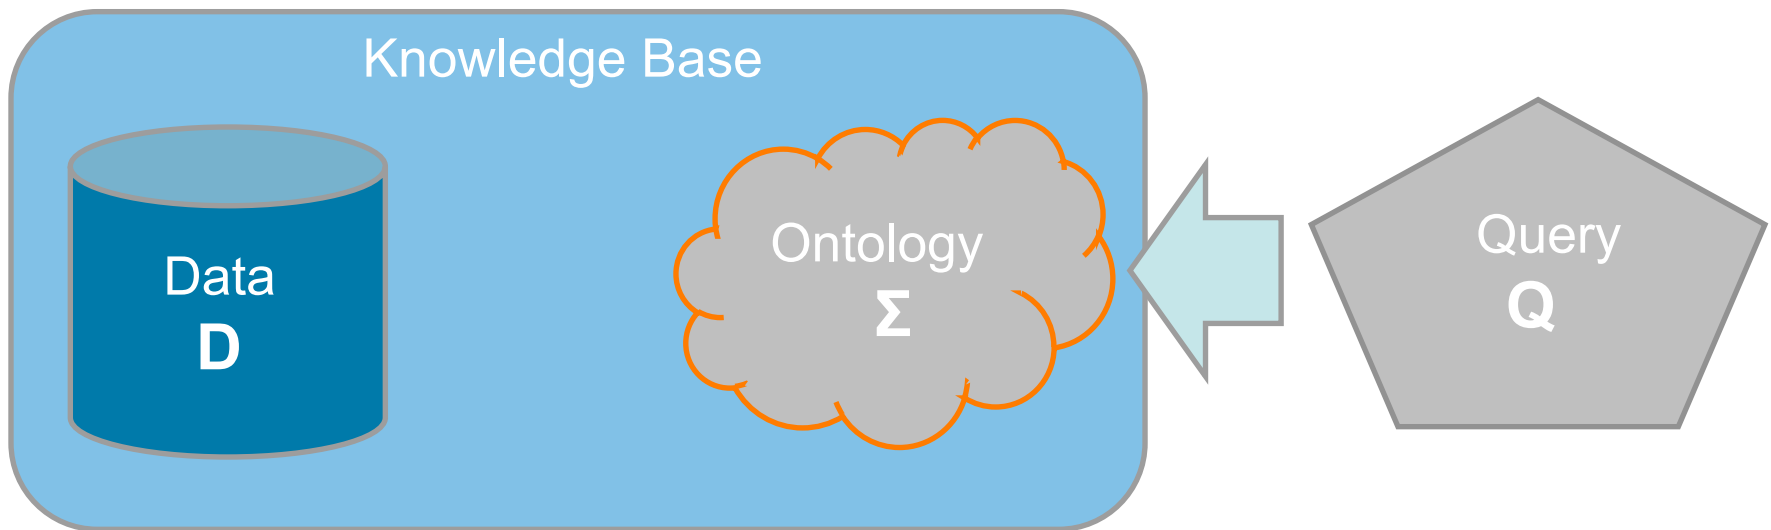 Knowledge Base
Data
D
Ontology
Σ
Query
Q